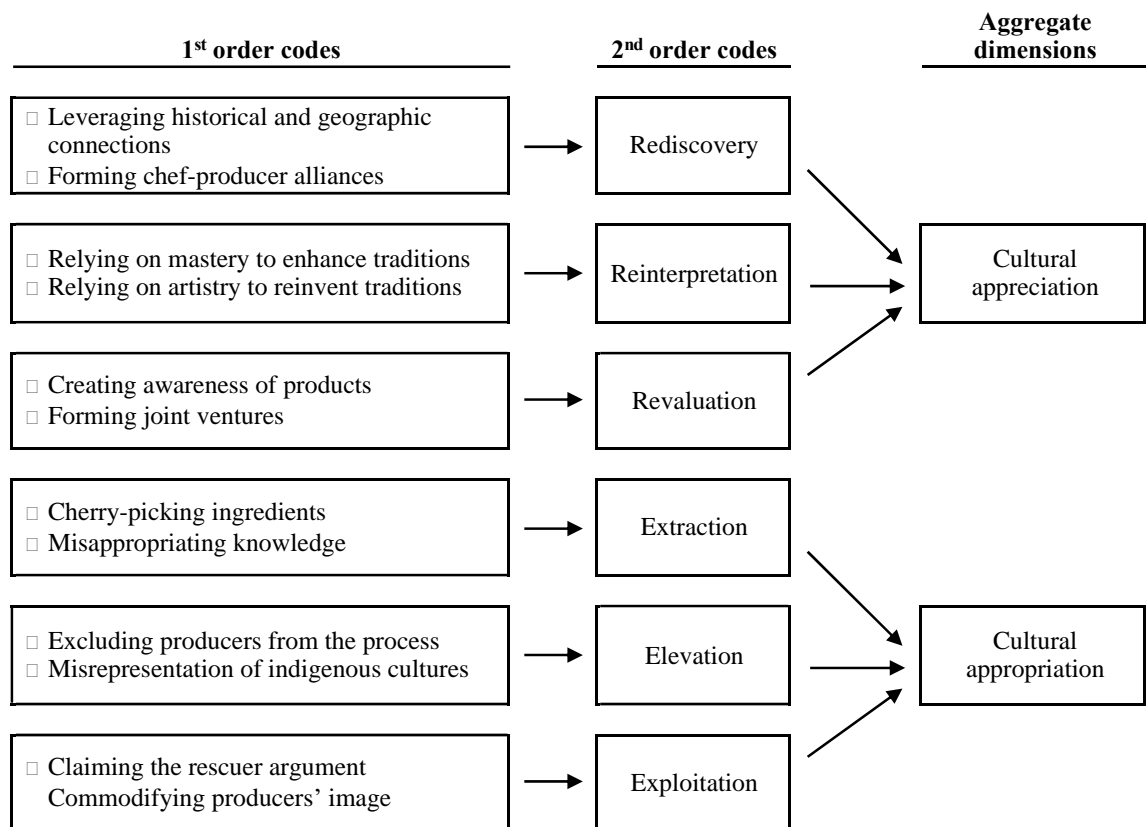 1st order codes
2nd order codes
Aggregate
dimensions
□ Leveraging historical and geographic
connections
□ Forming chef-producer alliances
Rediscovery
□ Relying on mastery to enhance traditions
□ Relying on artistry to reinvent traditions
Reinterpretation
Cultural
appreciation
□ Creating awareness of products
□ Forming joint ventures
Revaluation
□ Cherry-picking ingredients
□ Misappropriating knowledge
Extraction
□ Excluding producers from the process
□ Misrepresentation of indigenous cultures
Elevation
Cultural
appropriation
□ Claiming the rescuer argument
Commodifying producers’ image
Exploitation